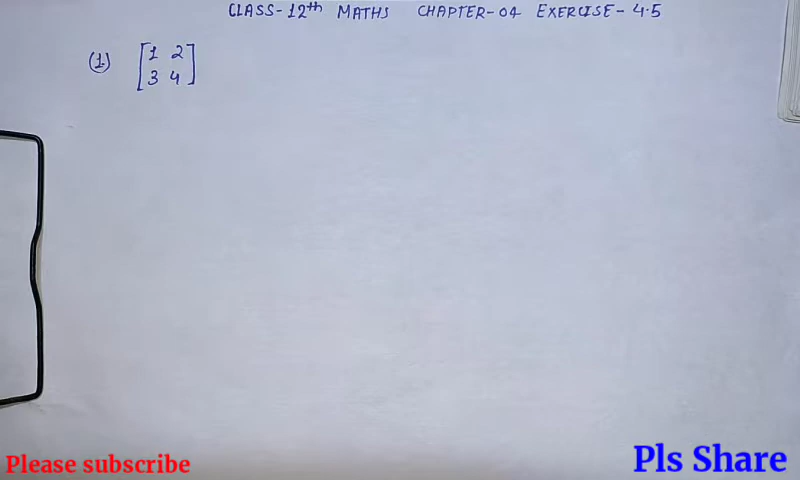 CLASS-12th MATHS CHAPTER-04 EXERCISE-4.5
(1) [1 2
3 4]
Please subscribe
Pls Share